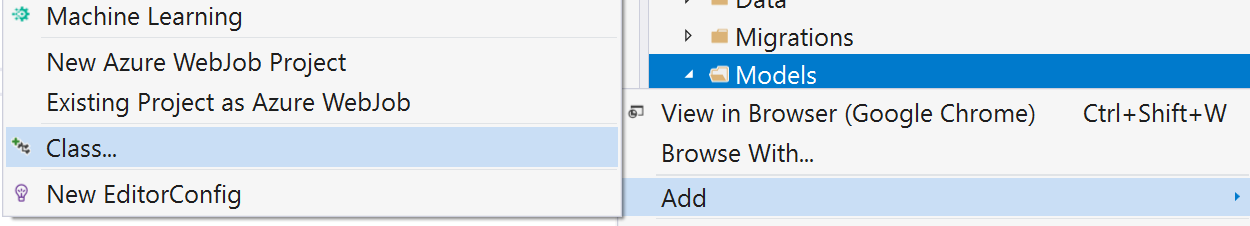 Machine Learning
New Azure WebJob Project
Existing Project as Azure WebJob
Class...
New EditorConfig
Data
Migrations
Models
View in Browser (Google Chrome) Ctrl+Shift+W
Browse With...
Add